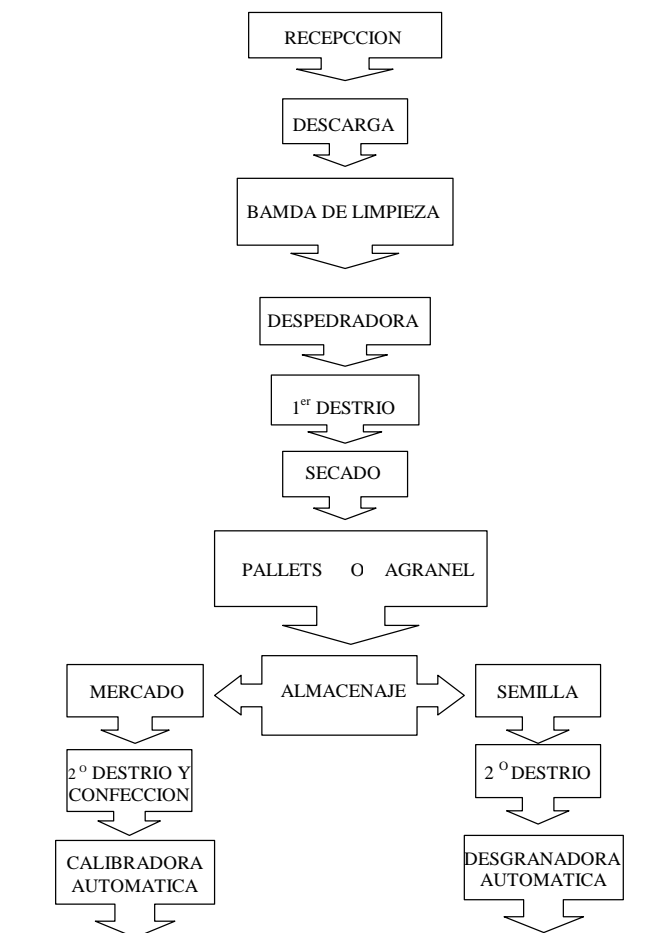 RECEPCCION
DESCARGA
BAMDA DE LIMPIEZA
DESPEDRADORA
1er DESTRIO
SECADO
PALLETS O AGRANEL
MERCADO
ALMACENAJE
SEMILLA
2 O DESTRIO Y
CONFECCION
2 O DESTRIO
CALIBRADORA
AUTOMATICA
DESGRANADORA
AUTOMATICA